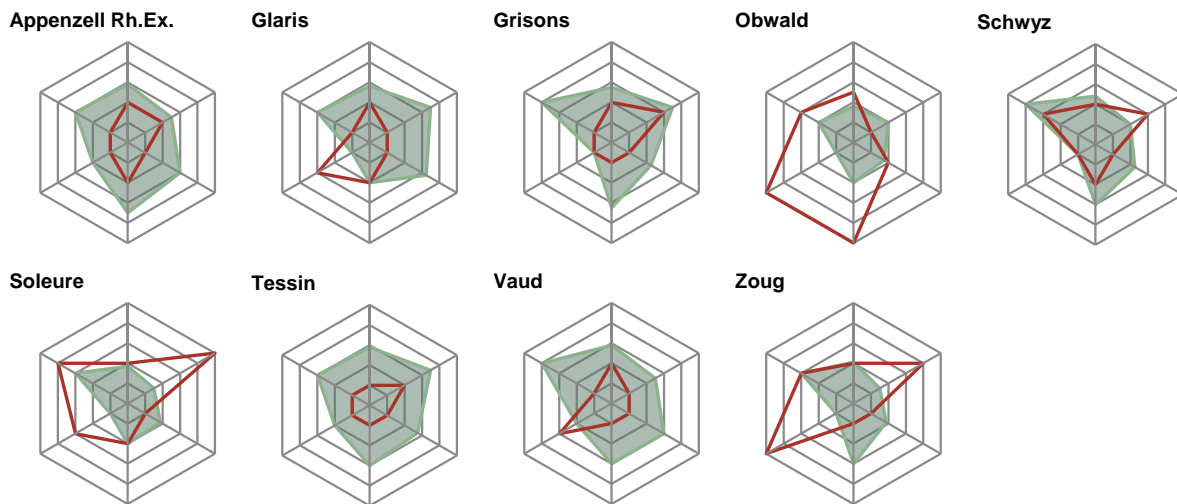 Appenzell Rh.Ex.
Glaris
Grisons
Obwald
Schwyz
Soleure
Tessin
Vaud
Zoug